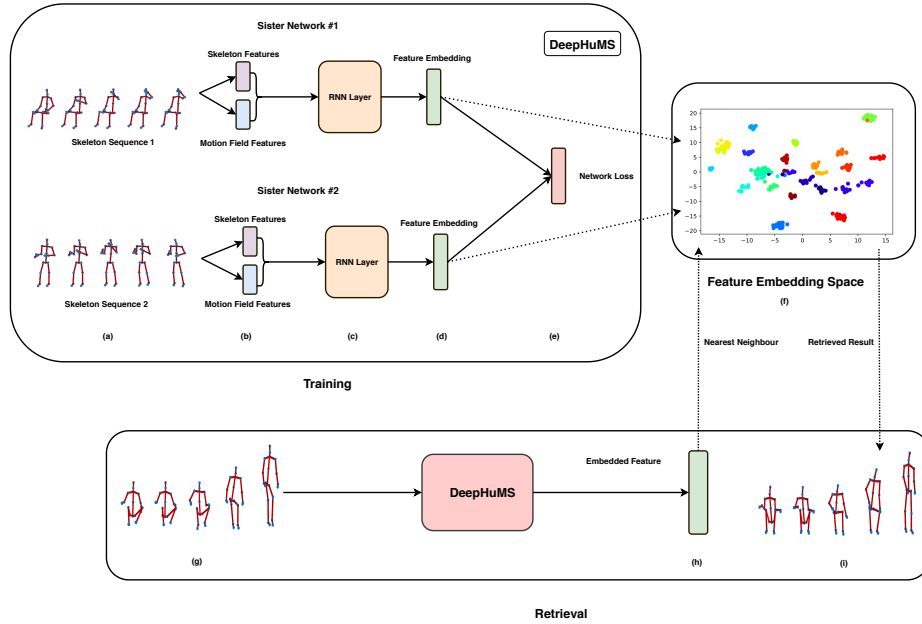 Sister Network #1
DeepHuMS
Skeleton Features
Feature Embedding
RNN Layer
Skeleton Sequence 1
Motion Field Features
Network Loss
Sister Network #2
Skeleton Features
Feature Embedding
RNN Layer
Skeleton Sequence 2
Motion Field Features
(a)
(b)
(c)
(d)
(e)
Training
20
15
10
5
0
−5
−10
−15
−20
−15
−10
−5
0
5
10
15
Feature Embedding Space
(f)
Nearest Neighbour
Retrieved Result
Embedded Feature
DeepHuMS
(g)
(h)
(i)
Retrieval